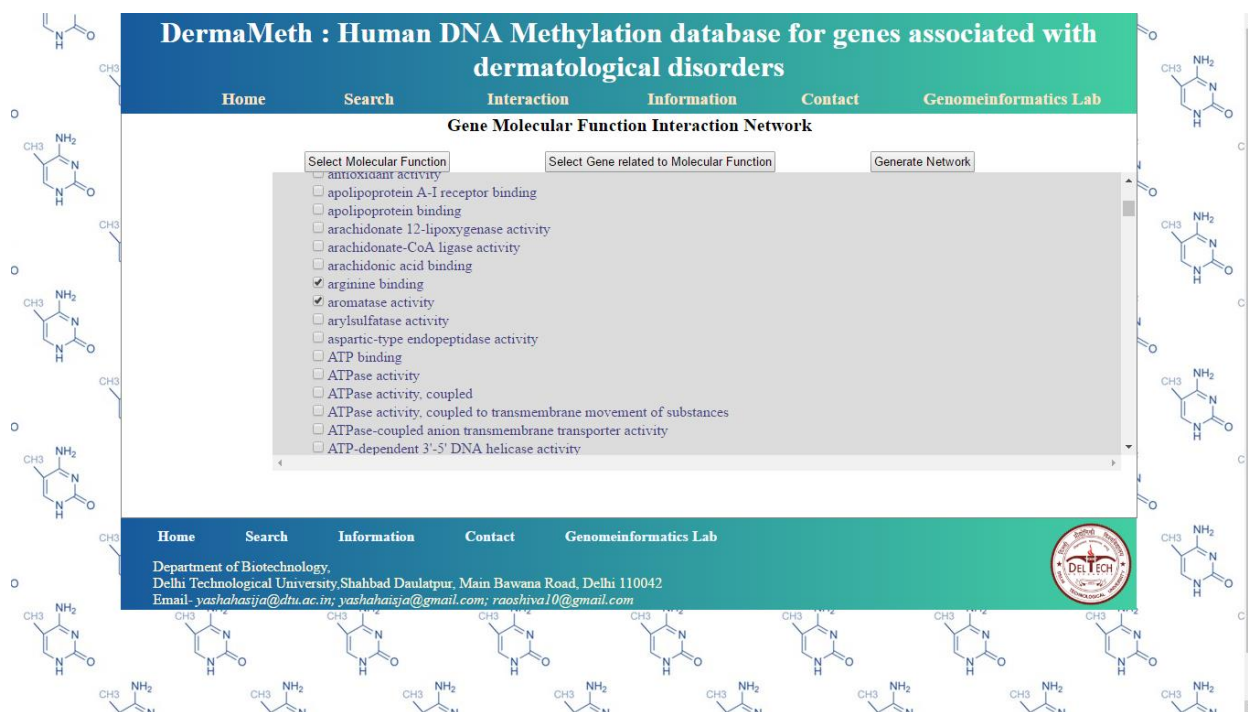 DermaMeth : Human DNA Methylation database for genes associated with
dermatological disorders
Home Search Interaction Information Contact Genomeinformatics Lab
Gene Molecular Function Interaction Network
Select Molecular Function Select Gene related to Molecular Function Generate Network
antioxidant activity
apolipoprotein A-I receptor binding
apolipoprotein binding
arachidonate 12-lipoxygenase activity
arachidonate-CoA ligase activity
arachidonic acid binding
arginine binding
aromatase activity
arylsulfatase activity
aspartic-type endopeptidase activity
ATP binding
ATPase activity
ATPase activity, coupled
ATPase activity, coupled to transmembrane movement of substances
ATPase-coupled anion transmembrane transporter activity
ATP-dependent 3'-5' DNA helicase activity
Home Search Information Contact Genomeinformatics Lab
Department of Biotechnology,
Delhi Technological University,Shahbad Daulatpur, Main Bawana Road, Delhi 110042
Email- yashahasija@dtu.ac.in; yashahaisja@gmail.com; raoshiva10@gmail.com
DELTECH